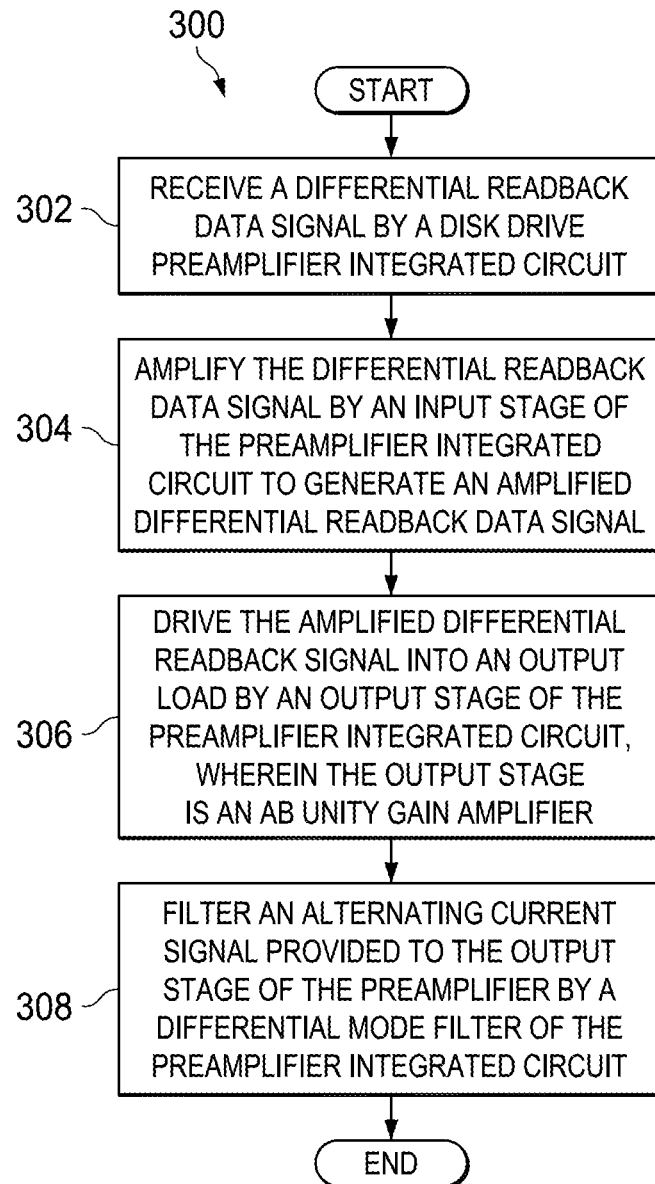 300
START
302
RECEIVE A DIFFERENTIAL READBACK
DATA SIGNAL BY A DISK DRIVE
PREAMPLIFIER INTEGRATED CIRCUIT
304
AMPLIFY THE DIFFERENTIAL READBACK
DATA SIGNAL BY AN INPUT STAGE OF
THE PREAMPLIFIER INTEGRATED
CIRCUIT TO GENERATE AN AMPLIFIED
DIFFERENTIAL READBACK DATA SIGNAL
306
DRIVE THE AMPLIFIED DIFFERENTIAL
READBACK SIGNAL INTO AN OUTPUT
LOAD BY AN OUTPUT STAGE OF THE
PREAMPLIFIER INTEGRATED CIRCUIT,
WHEREIN THE OUTPUT STAGE
IS AN AB UNITY GAIN AMPLIFIER
308
FILTER AN ALTERNATING CURRENT
SIGNAL PROVIDED TO THE OUTPUT
STAGE OF THE PREAMPLIFIER BY A
DIFFERENTIAL MODE FILTER OF THE
PREAMPLIFIER INTEGRATED CIRCUIT
END